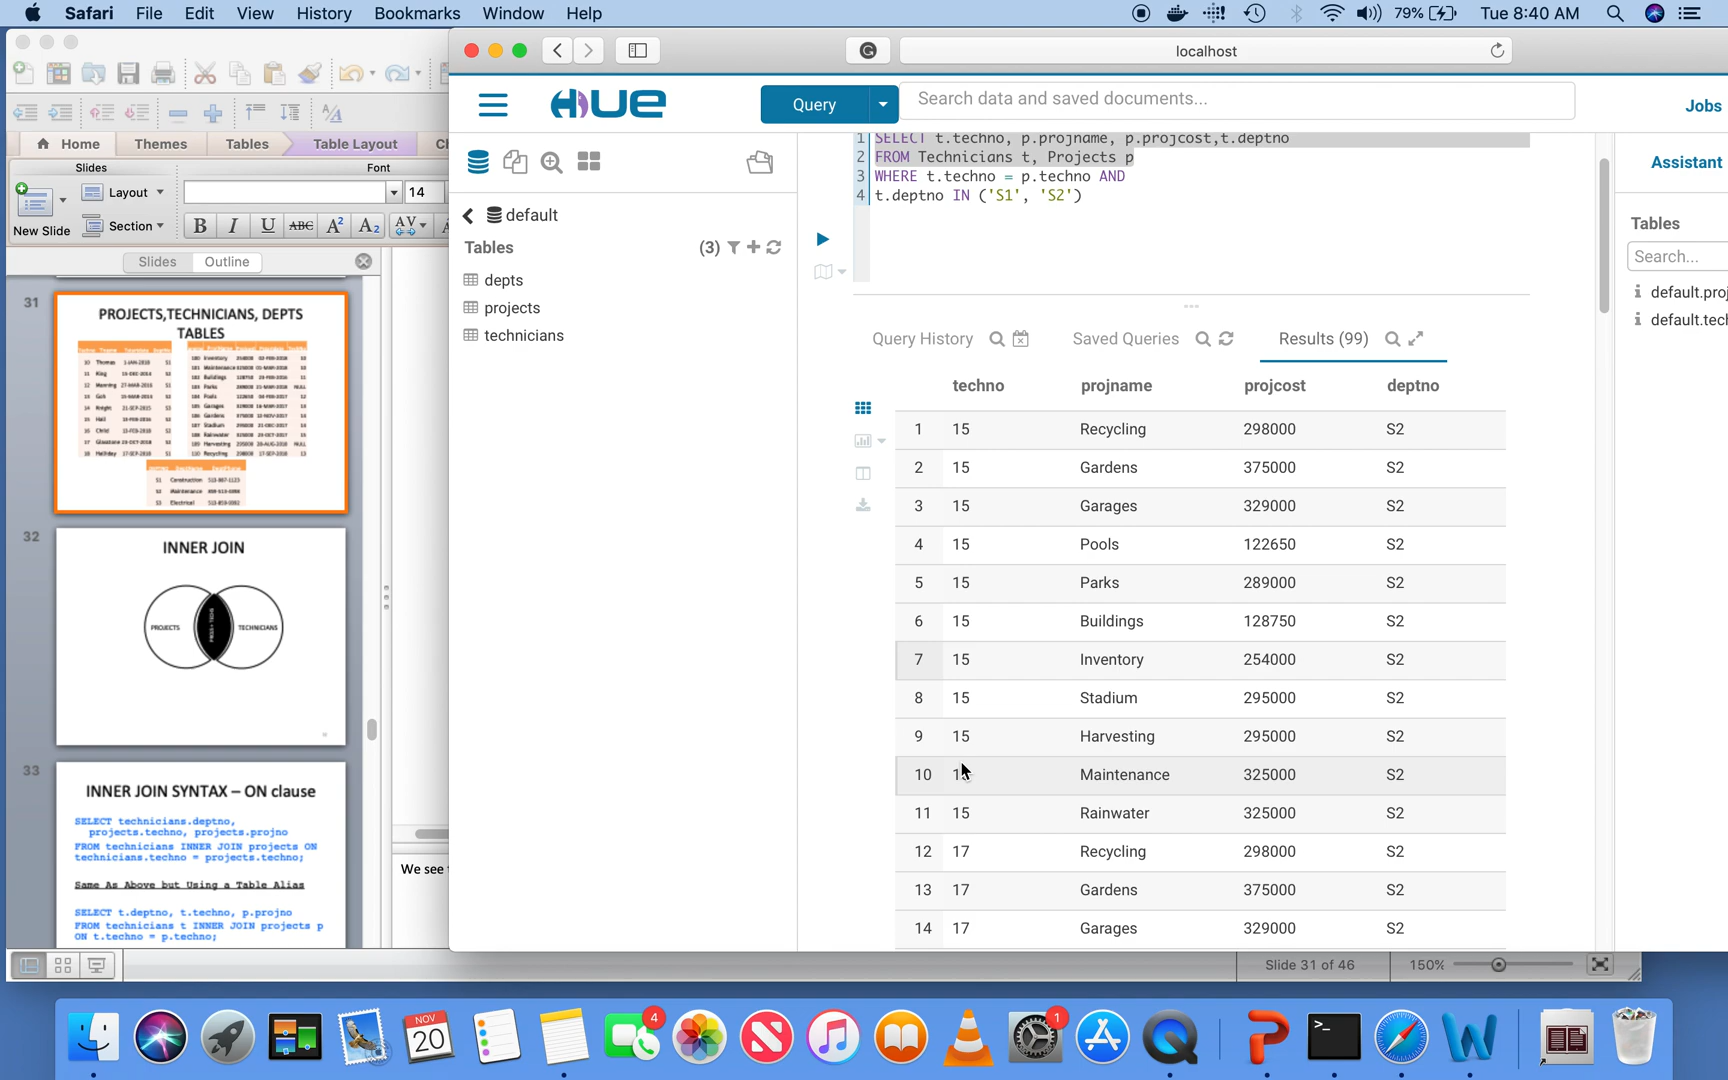 Safari File Edit View History Bookmarks Window Help
79% Tue 8:40 AM
localhost
HUE
Query
Search data and saved documents...
Jobs
Home Themes Tables Table Layout
Slides Font
New Slide
Layout
Section
14
B I U ABC A2 A2 AV
Slides Outline
31
PROJECTS,TECHNICIANS, DEPTS
TABLES
32
INNER JOIN
PROJECTS
TECHNICIANS
33
INNER JOIN SYNTAX – ON clause
SELECT technicians.deptno,
projects.techno, projects.projno
FROM technicians INNER JOIN projects ON
technicians.techno = projects.techno;
Same As Above but Using a Table Alias
SELECT t.deptno, t.techno, p.projno
FROM technicians t INNER JOIN projects p
ON t.techno = p.techno;
We see
default
Tables (3)
depts
projects
technicians
1 SELECT t.techno, p.projname, p.projcost,t.deptno
2 FROM Technicians t, Projects p
3 WHERE t.techno = p.techno AND
4 t.deptno IN ('S1', 'S2')
Query History Saved Queries Results (99)
techno projname projcost deptno
1 15 Recycling 298000 S2
2 15 Gardens 375000 S2
3 15 Garages 329000 S2
4 15 Pools 122650 S2
5 15 Parks 289000 S2
6 15 Buildings 128750 S2
7 15 Inventory 254000 S2
8 15 Stadium 295000 S2
9 15 Harvesting 295000 S2
10 15 Maintenance 325000 S2
11 15 Rainwater 325000 S2
12 17 Recycling 298000 S2
13 17 Gardens 375000 S2
14 17 Garages 329000 S2
Assistant
Tables
Search...
default.proj
default.tech
Slide 31 of 46 150%
NOV
20
4
1